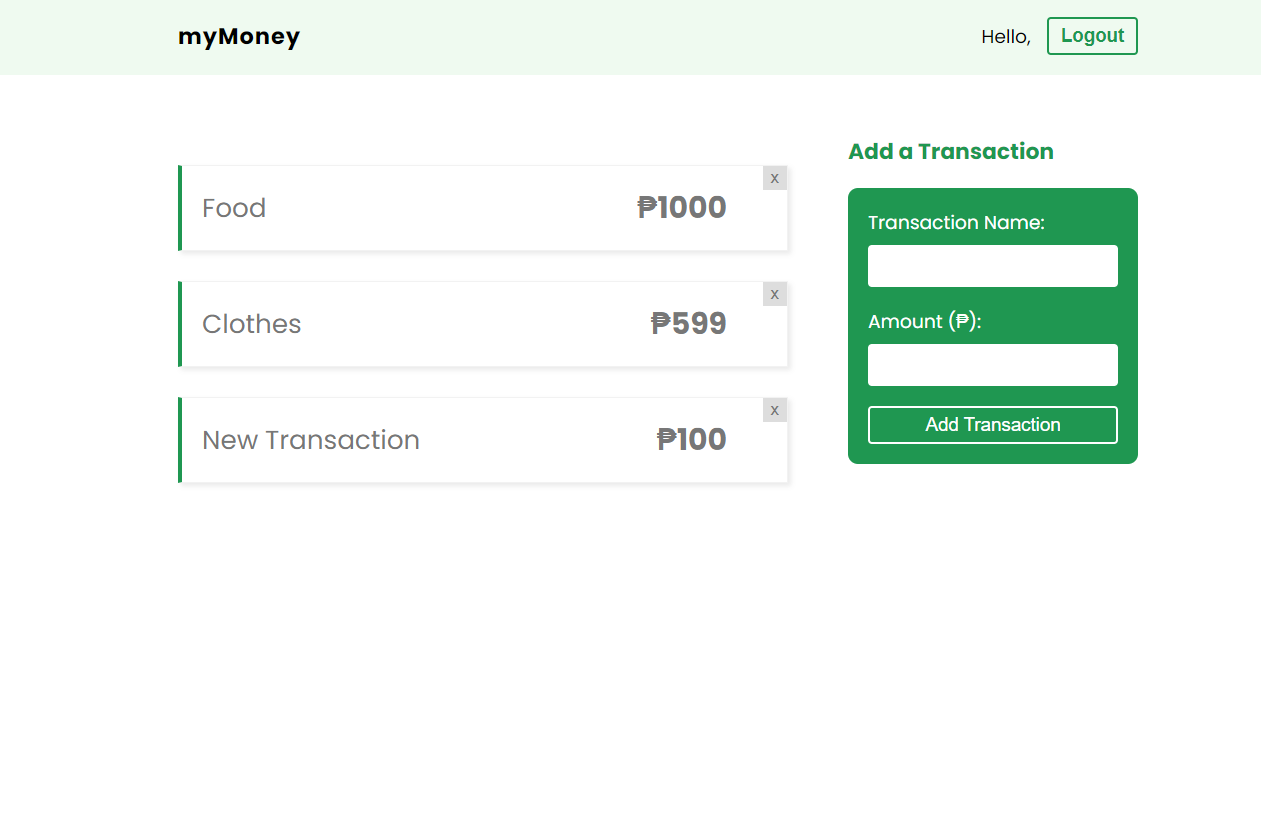 myMoney
Hello,
Logout
x
Food
₱1000
x
Clothes
₱599
x
New Transaction
₱100
Add a Transaction
Transaction Name:
Amount (₱):
Add Transaction